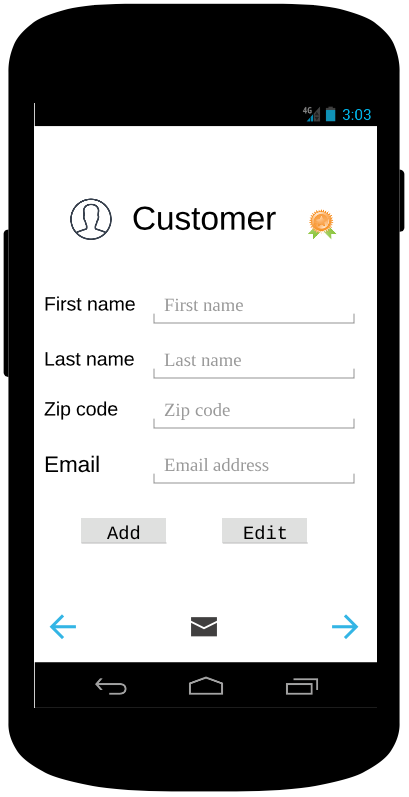 4G 3:03
Customer
First name First name
Last name Last name
Zip code Zip code
Email Email address
Add Edit